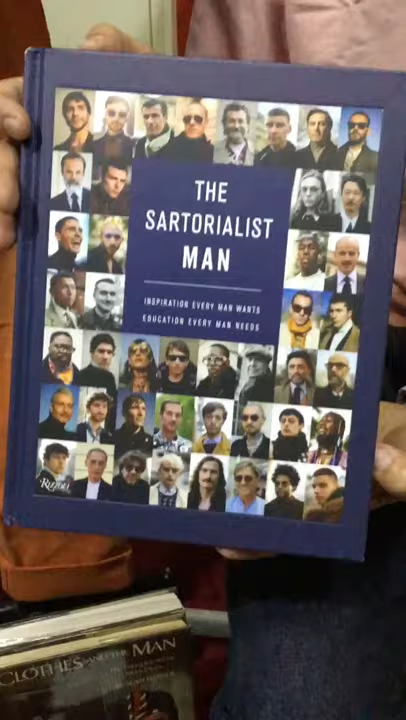 THE
SARTORIALIST
MAN
INSPIRATION EVERY MAN WANTS
EDUCATION EVERY MAN NEEDS
Rizzoli
CLOTHES AND THE MAN